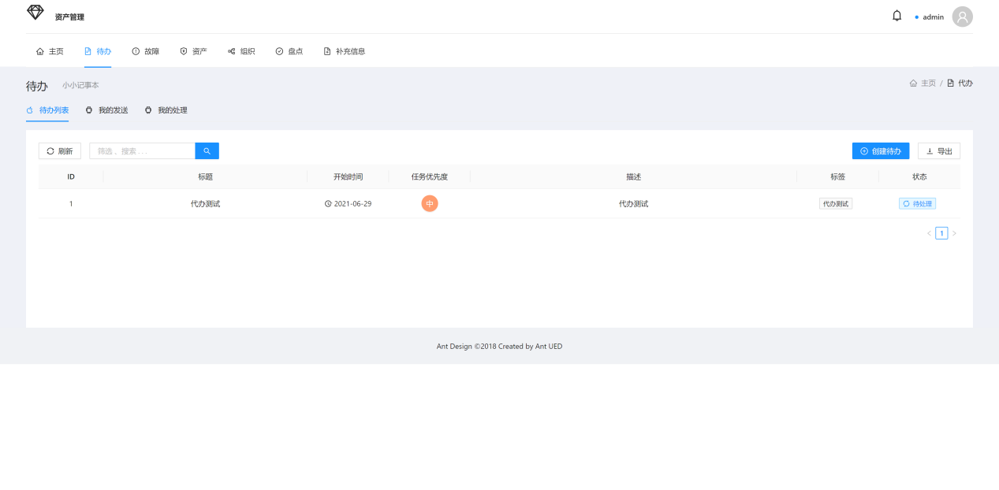 资产管理
admin
主页 待办 故障 资产 组织 盘点 补充信息
待办 小小记事本
主页 / 代办
待办列表 我的发送 我的处理
刷新 筛选 、搜索 . . . 创建待办 导出
ID 标题 开始时间 任务优先度 描述 标签 状态
1 代办测试 2021-06-29 中 代办测试 代办测试 待处理
< 1 >
Ant Design ©2018 Created by Ant UED